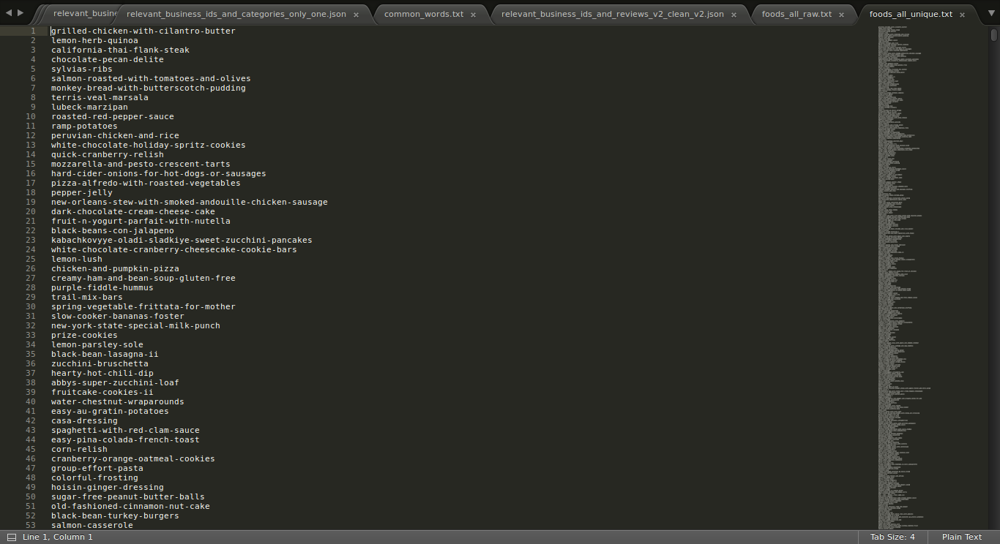 relevant_busine relevant_business_ids_and_categories_only_one.json × common_words.txt × relevant_business_ids_and_reviews_v2_clean_v2.json × foods_all_raw.txt × foods_all_unique.txt ×
1 grilled-chicken-with-cilantro-butter
2 lemon-herb-quinoa
3 california-thai-flank-steak
4 chocolate-pecan-delite
5 sylvias-ribs
6 salmon-roasted-with-tomatoes-and-olives
7 monkey-bread-with-butterscotch-pudding
8 terris-veal-marsala
9 lubeck-marzipan
10 roasted-red-pepper-sauce
11 ramp-potatoes
12 peruvian-chicken-and-rice
13 white-chocolate-holiday-spritz-cookies
14 quick-cranberry-relish
15 mozzarella-and-pesto-crescent-tarts
16 hard-cider-onions-for-hot-dogs-or-sausages
17 pizza-alfredo-with-roasted-vegetables
18 pepper-jelly
19 new-orleans-stew-with-smoked-andouille-chicken-sausage
20 dark-chocolate-cream-cheese-cake
21 fruit-n-yogurt-parfait-with-nutella
22 black-beans-con-jalapeno
23 kabachkovyye-oladi-sladkiye-sweet-zucchini-pancakes
24 white-chocolate-cranberry-cheesecake-cookie-bars
25 lemon-lush
26 chicken-and-pumpkin-pizza
27 creamy-ham-and-bean-soup-gluten-free
28 purple-fiddle-hummus
29 trail-mix-bars
30 spring-vegetable-frittata-for-mother
31 slow-cooker-bananas-foster
32 new-york-state-special-milk-punch
33 prize-cookies
34 lemon-parsley-sole
35 black-bean-lasagna-ii
36 zucchini-bruschetta
37 hearty-hot-chili-dip
38 abbys-super-zucchini-loaf
39 fruitcake-cookies-ii
40 water-chestnut-wraparounds
41 easy-au-gratin-potatoes
42 casa-dressing
43 spaghetti-with-red-clam-sauce
44 easy-pina-colada-french-toast
45 corn-relish
46 cranberry-orange-oatmeal-cookies
47 group-effort-pasta
48 colorful-frosting
49 hoisin-ginger-dressing
50 sugar-free-peanut-butter-balls
51 old-fashioned-cinnamon-nut-cake
52 black-bean-turkey-burgers
53 salmon-casserole
Line 1, Column 1 Tab Size: 4 Plain Text